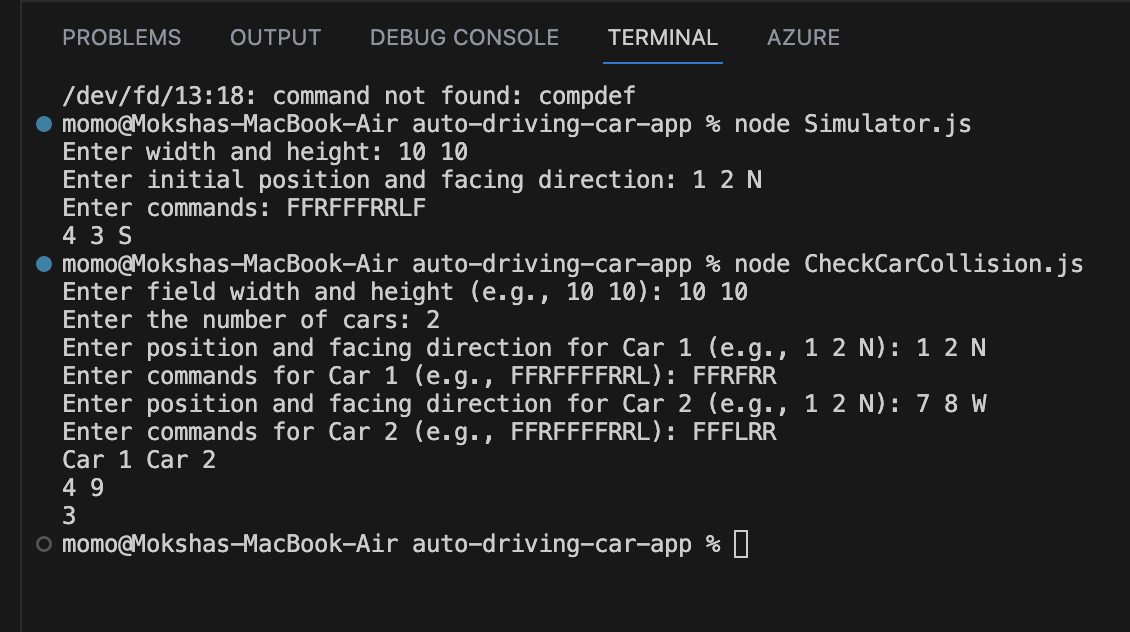 PROBLEMS OUTPUT DEBUG CONSOLE TERMINAL AZURE
/dev/fd/13:18: command not found: compdef
momo@Mokshas-MacBook-Air auto-driving-car-app % node Simulator.js
Enter width and height: 10 10
Enter initial position and facing direction: 1 2 N
Enter commands: FFRFFFRRLF
4 3 S
momo@Mokshas-MacBook-Air auto-driving-car-app % node CheckCarCollision.js
Enter field width and height (e.g., 10 10): 10 10
Enter the number of cars: 2
Enter position and facing direction for Car 1 (e.g., 1 2 N): 1 2 N
Enter commands for Car 1 (e.g., FFRFFFFRRL): FFRFRR
Enter position and facing direction for Car 2 (e.g., 1 2 N): 7 8 W
Enter commands for Car 2 (e.g., FFRFFFFRRL): FFFLRR
Car 1 Car 2
4 9
3
momo@Mokshas-MacBook-Air auto-driving-car-app %